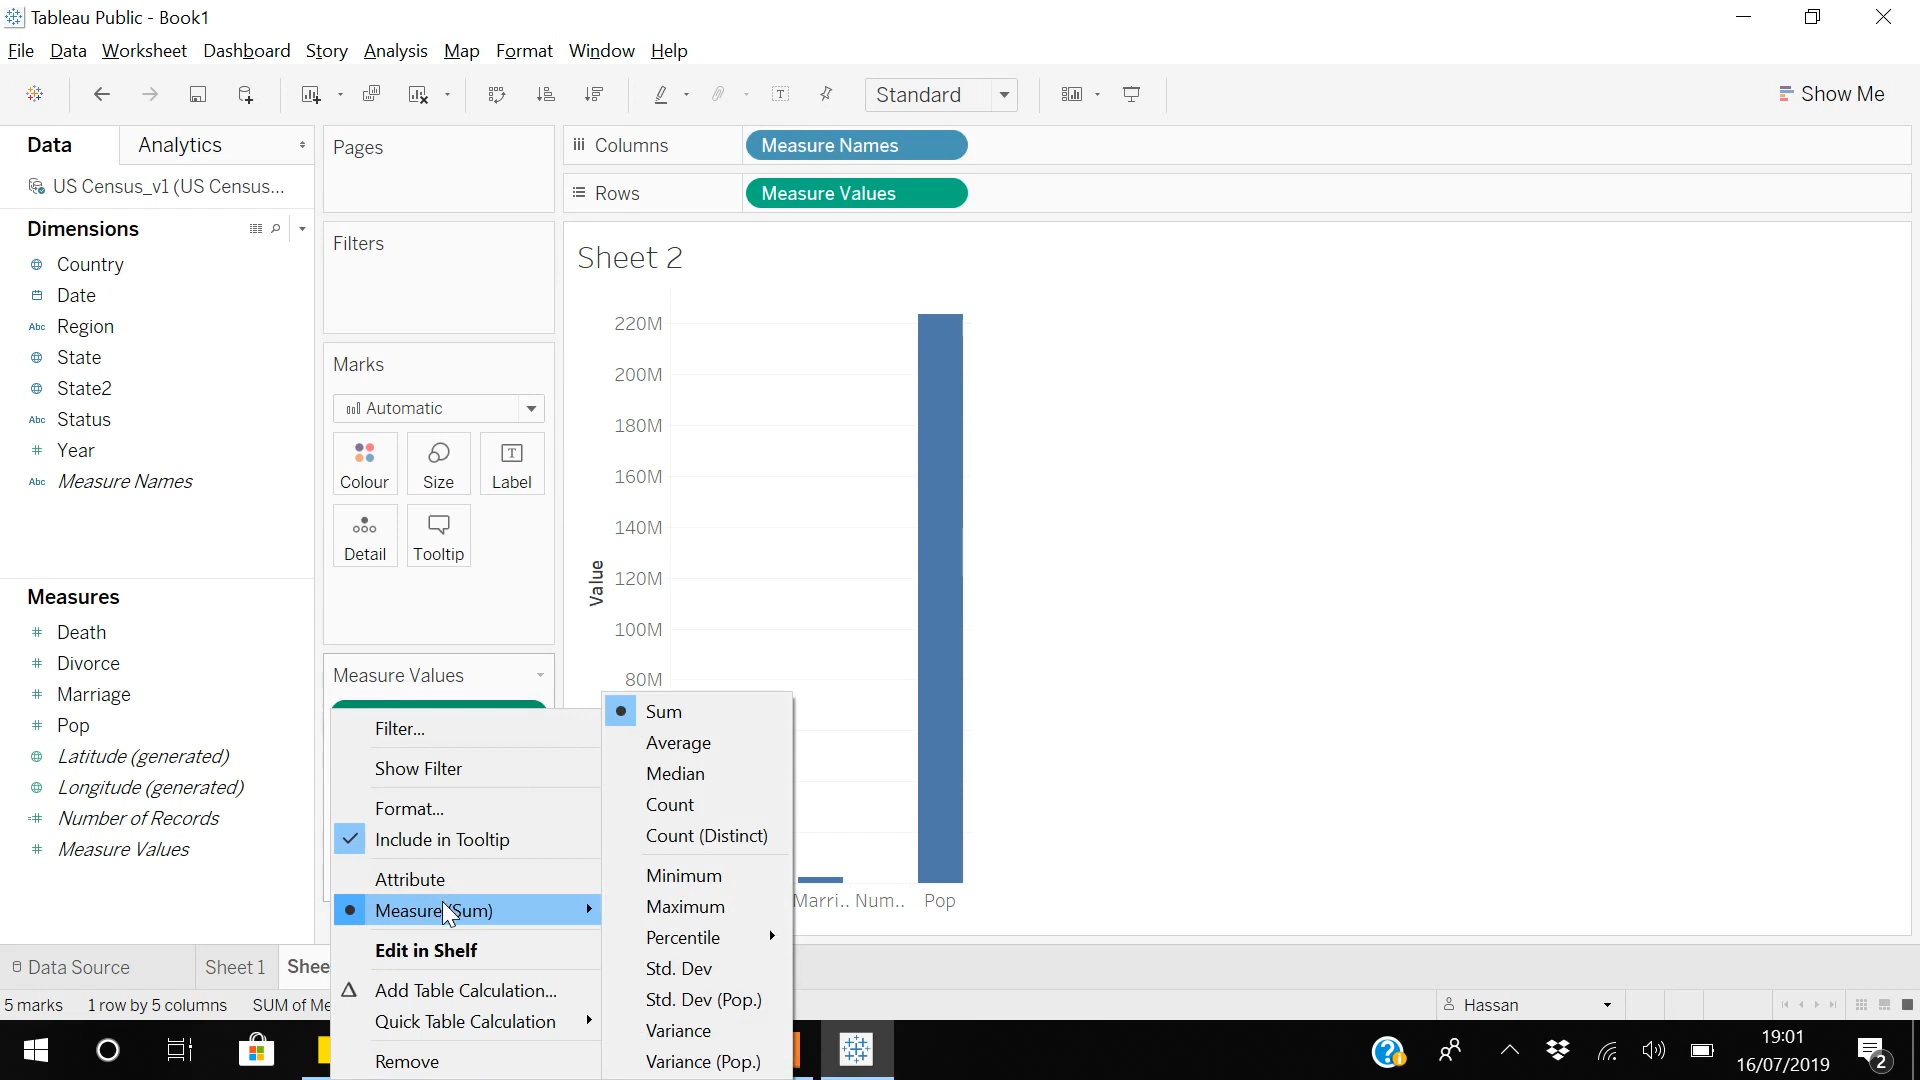 Tableau Public - Book1
File Data Worksheet Dashboard Story Analysis Map Format Window Help
Standard
Show Me
Data
Analytics
US Census_v1 (US Census...
Dimensions
Country
Date
Abc Region
State
State2
Abc Status
# Year
Abc Measure Names
Measures
# Death
# Divorce
# Marriage
# Pop
Latitude (generated)
Longitude (generated)
=# Number of Records
# Measure Values
Pages
Filters
Marks
Automatic
Colour
Size
T
Label
Detail
Tooltip
Measure Values
Columns
Measure Names
Rows
Measure Values
Sheet 2
220M
200M
180M
160M
140M
120M
100M
80M
Value
Marri.. Num.. Pop
Filter...
Show Filter
Format...
Include in Tooltip
Attribute
Measure (Sum)
Edit in Shelf
Add Table Calculation...
Quick Table Calculation
Remove
Sum
Average
Median
Count
Count (Distinct)
Minimum
Maximum
Percentile
Std. Dev
Std. Dev (Pop.)
Variance
Variance (Pop.)
Data Source
Sheet 1
Shee
5 marks
1 row by 5 columns
SUM of Me
Hassan
19:01
16/07/2019
2